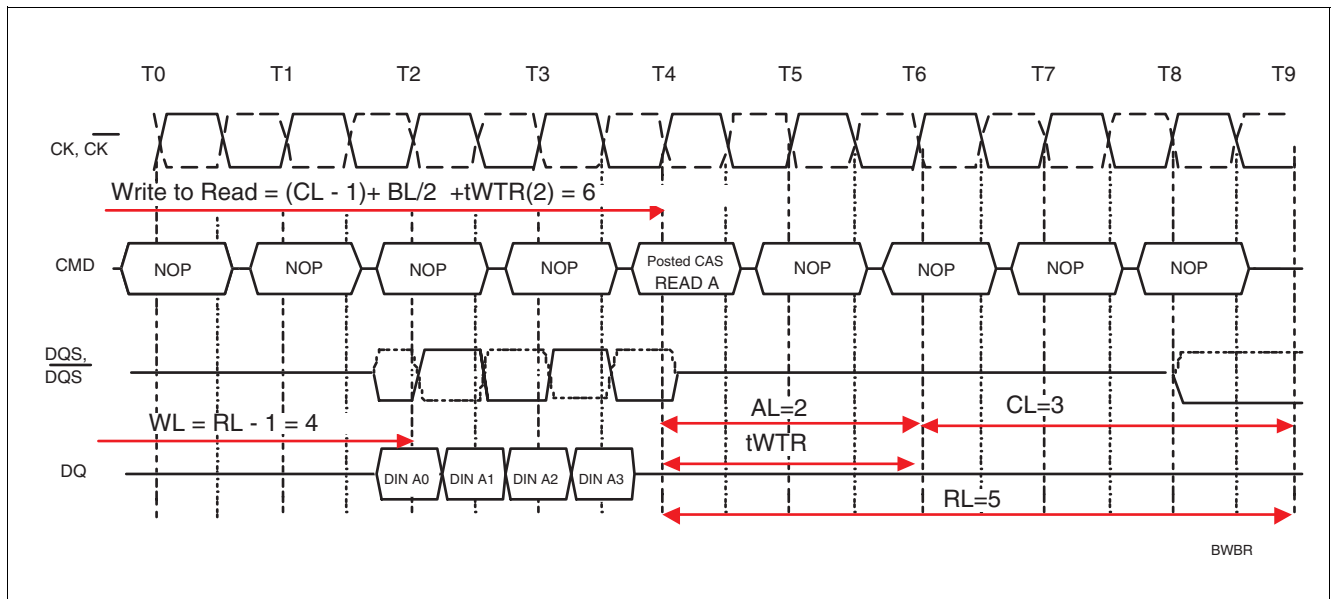 T0 T1 T2 T3 T4 T5 T6 T7 T8 T9
CK, CK
Write to Read = (CL - 1)+ BL/2 +tWTR(2) = 6
CMD NOP NOP NOP NOP Posted CAS READ A NOP NOP NOP NOP
DQS,
DQS
WL = RL - 1 = 4
AL=2 CL=3
tWTR
DQ DIN A0 DIN A1 DIN A2 DIN A3
RL=5
BWBR